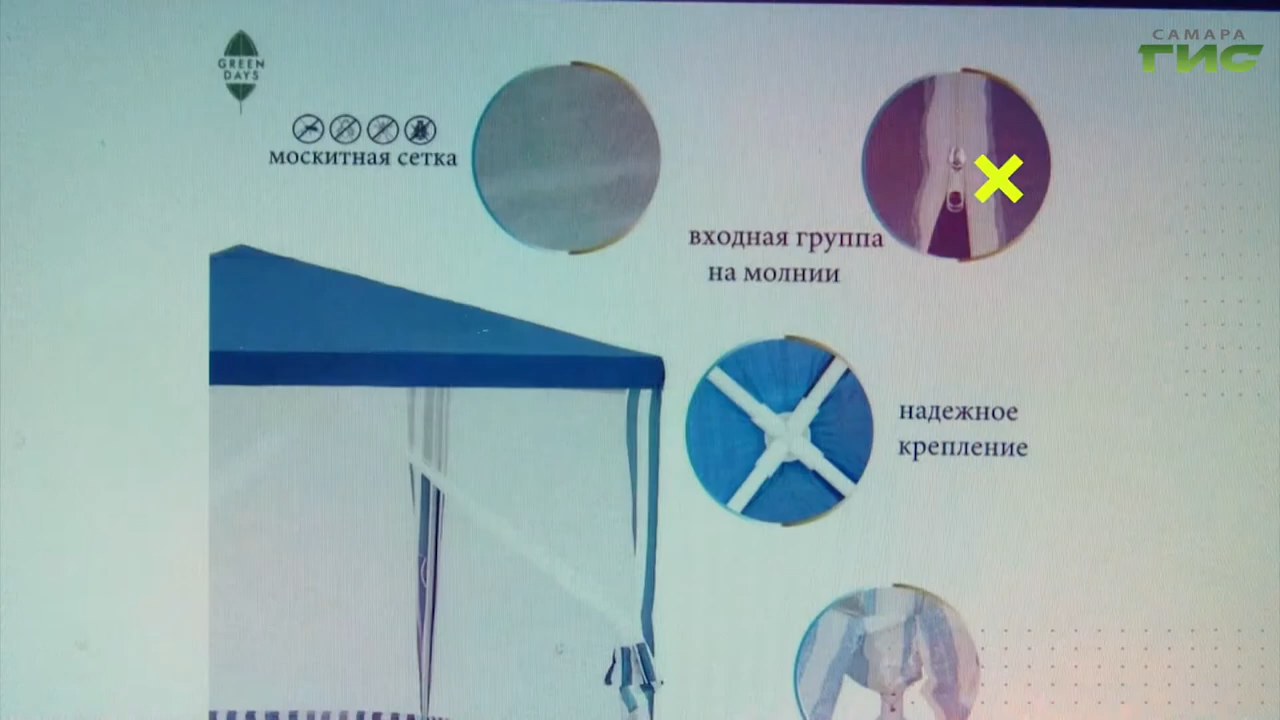 GREEN
DAYS
САМАРА
ГИС
москитная сетка
входная группа
на молнии
надежное
крепление